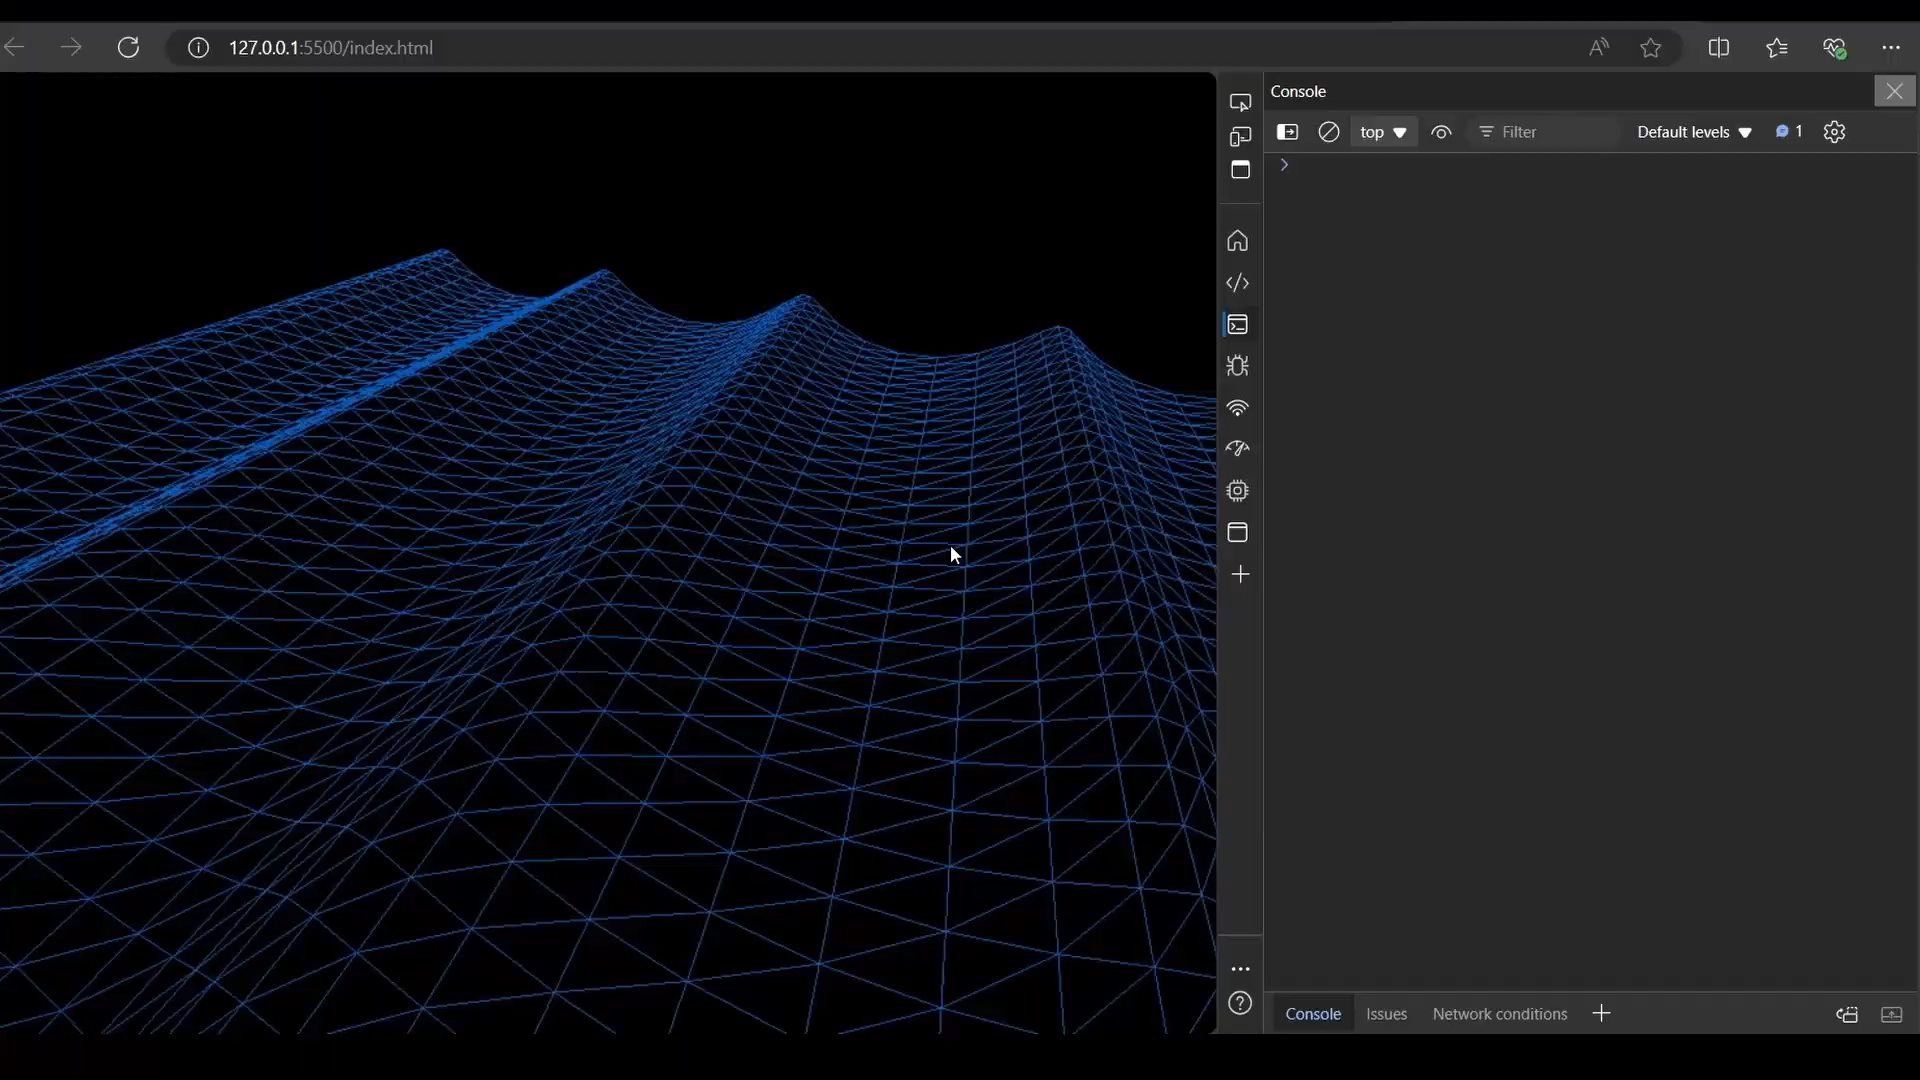 127.0.0.1:5500/index.html
Console
top
Filter
Default levels
1
Console
Issues
Network conditions